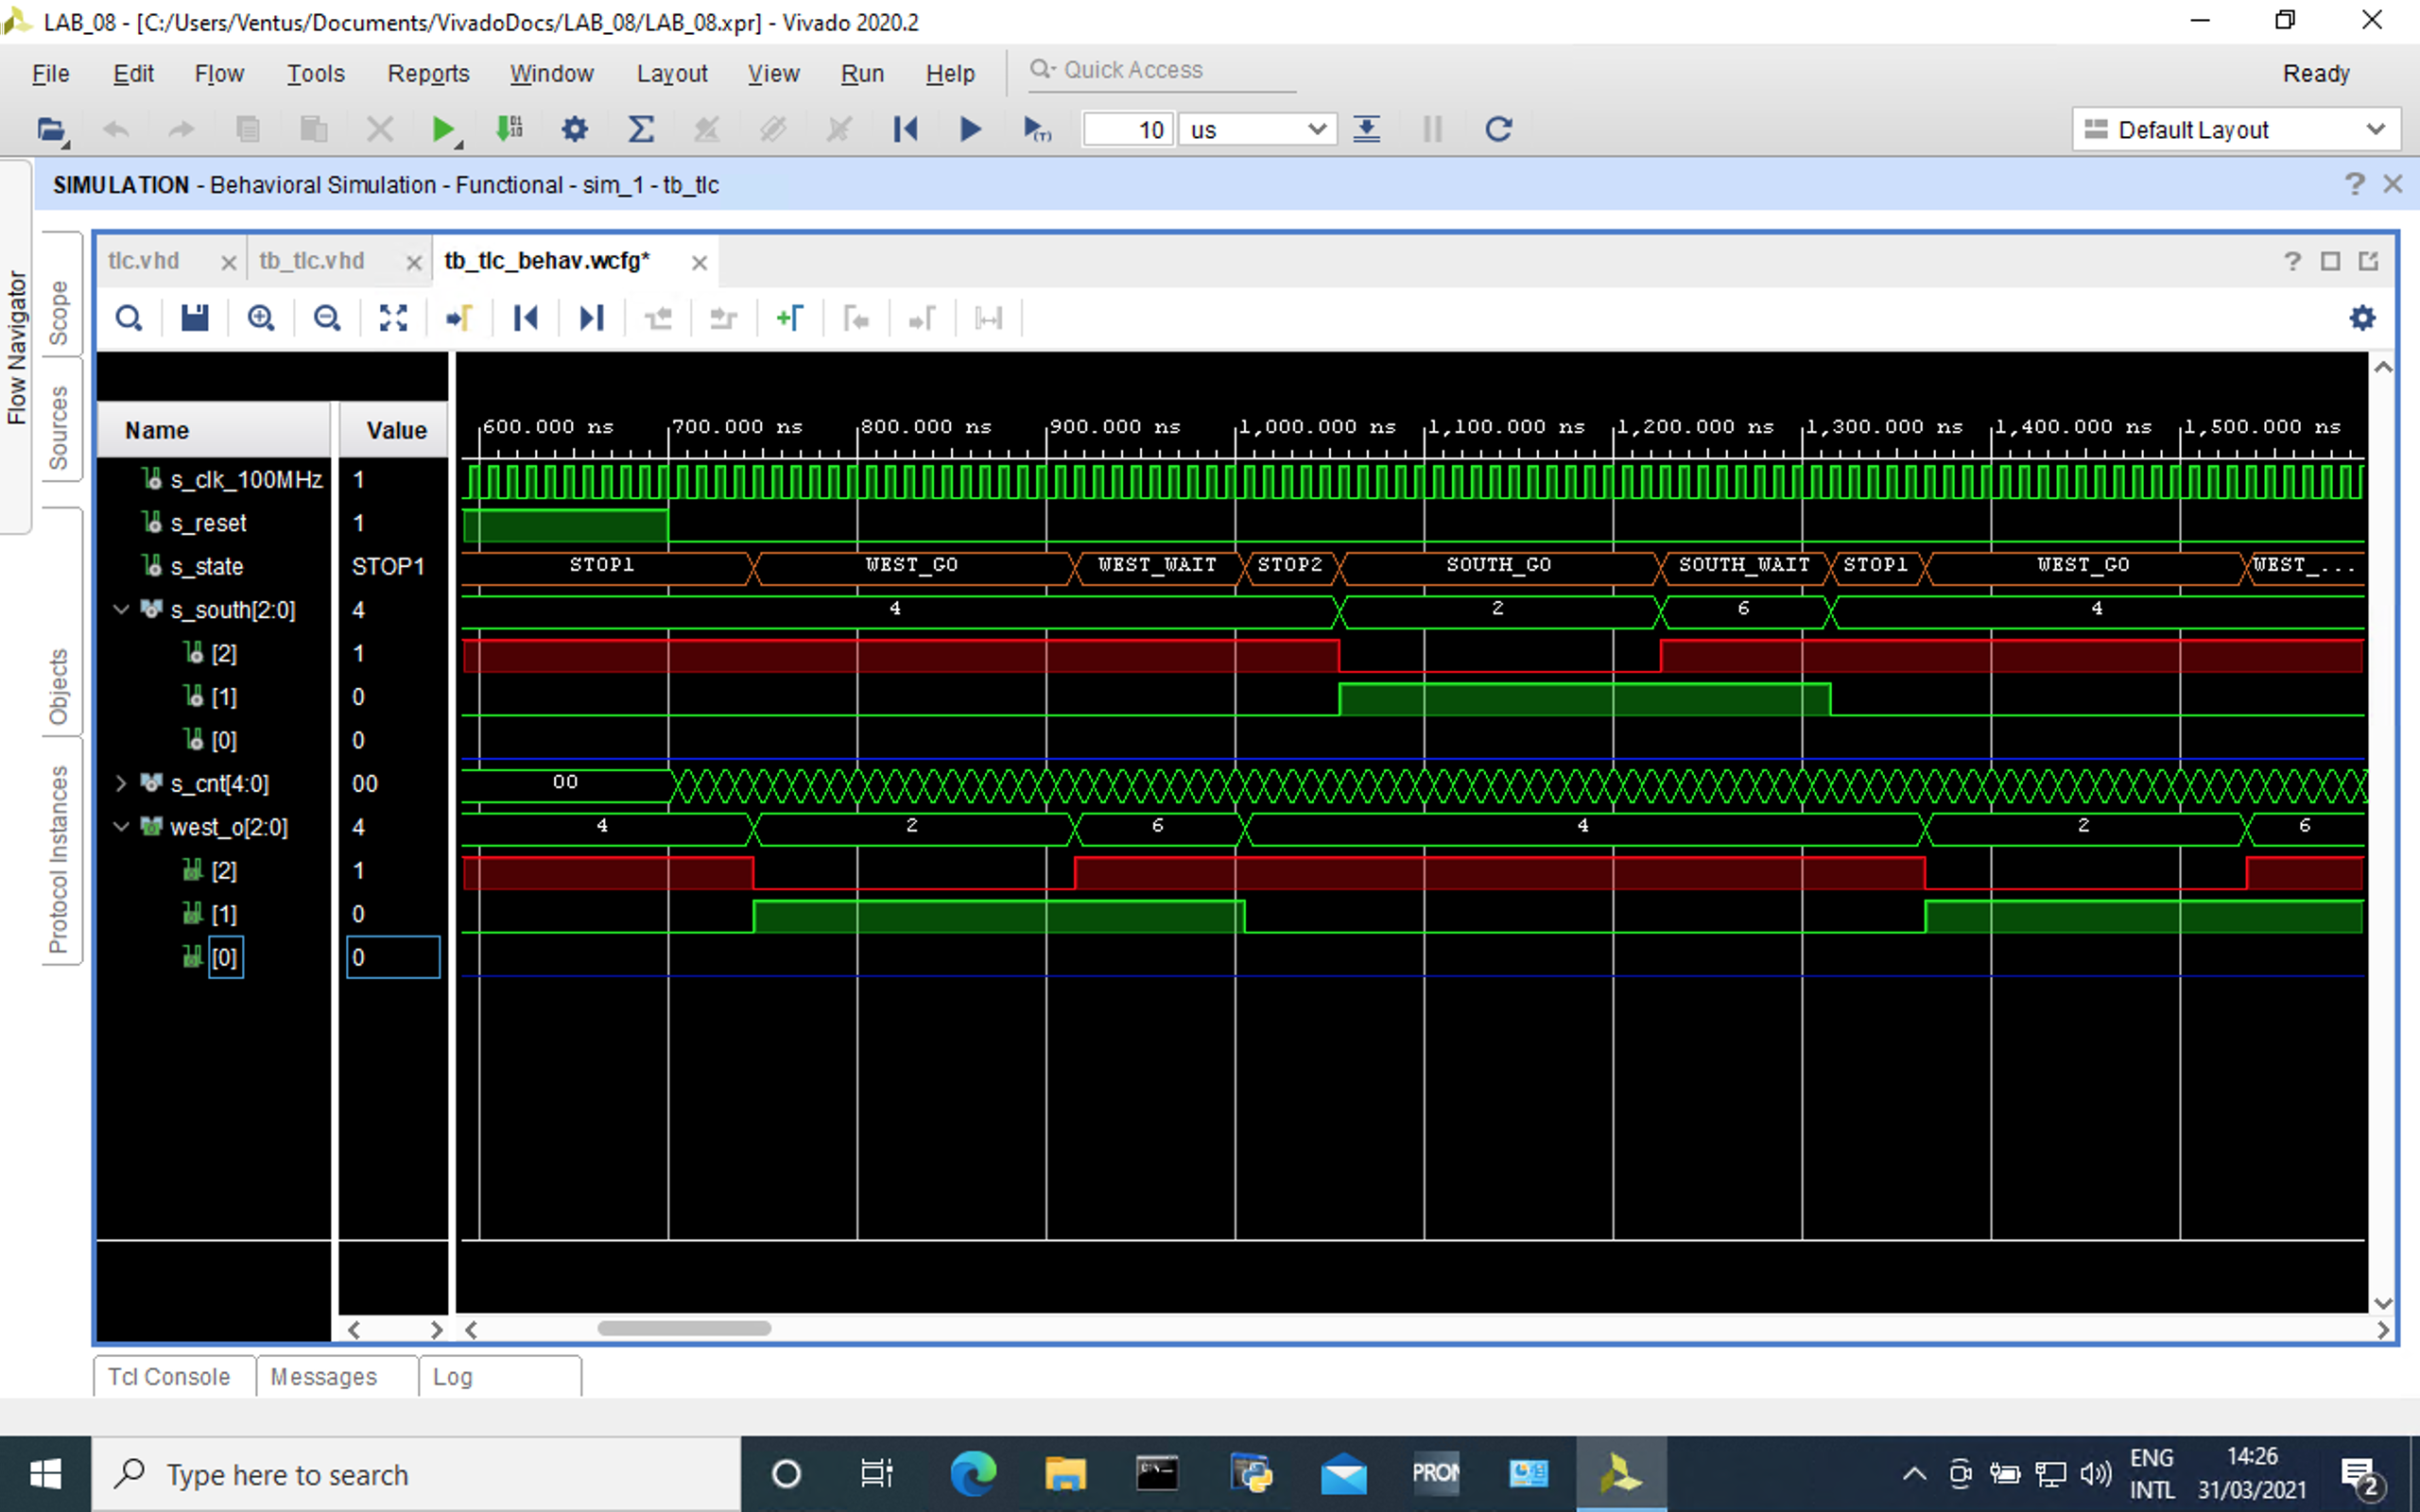 LAB_08 - [C:/Users/Ventus/Documents/VivadoDocs/LAB_08/LAB_08.xpr] - Vivado 2020.2
File Edit Flow Tools Reports Window Layout View Run Help Quick Access Ready
10 us Default Layout
SIMULATION - Behavioral Simulation - Functional - sim_1 - tb_tlc
Flow Navigator
Scope
Sources
Objects
Protocol Instances
tlc.vhd tb_tlc.vhd tb_tlc_behav.wcfg*
Name Value 600.000 ns 700.000 ns 800.000 ns 900.000 ns 1,000.000 ns 1,100.000 ns 1,200.000 ns 1,300.000 ns 1,400.000 ns 1,500.000 ns
s_clk_100MHz 1
s_reset 1
s_state STOP1 STOP1 WEST_GO WEST_WAIT STOP2 SOUTH_GO SOUTH_WAIT STOP1 WEST_GO WEST_...
s_south[2:0] 4 4 2 6 4
[2] 1
[1] 0
[0] 0
s_cnt[4:0] 00 00
west_o[2:0] 4 4 2 6 4 2 6
[2] 1
[1] 0
[0] 0
Tcl Console Messages Log
Type here to search
PRON
ENG
INTL
14:26
31/03/2021
2